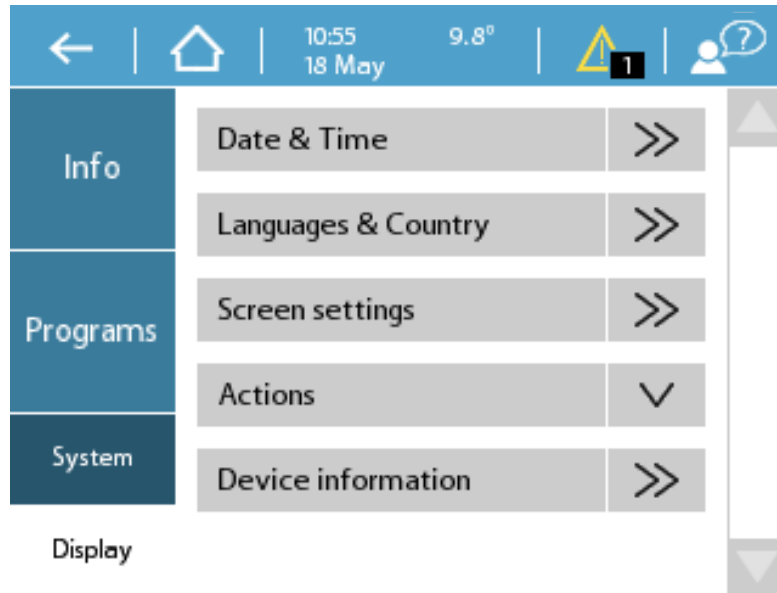 10:55 9.8°
18 May
1
?
Info
Programs
System
Display
Date & Time
Languages & Country
Screen settings
Actions
Device information